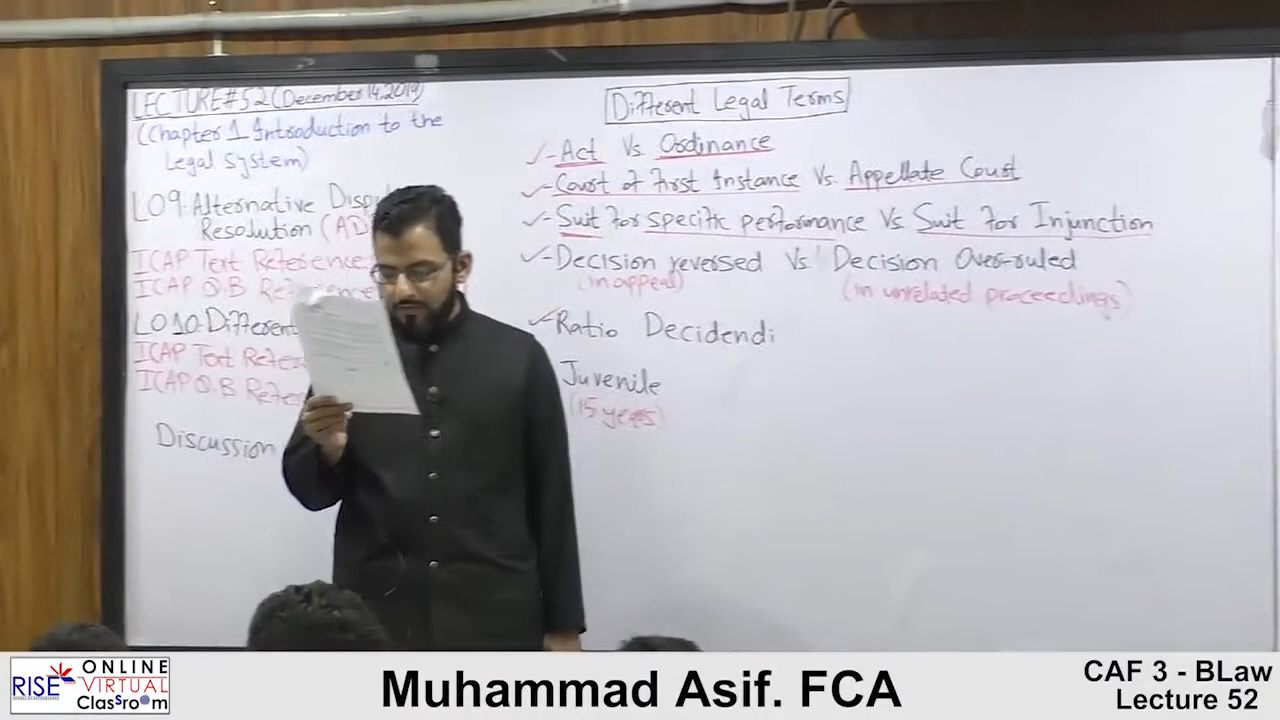 LECTURE#52(December14,2019)
(Chapter 1 Introduction to the
Legal System)
LO9:Alternative Disp
Resolution (AD
ICAP Text Reference
ICAP Q.B Re
LO10:Different
ICAP Text Refer
ICAP Q.B Refer
Discussion
Different Legal Terms
✓-Act Vs Ordinance
✓-Court of First Instance Vs. Appellate Court
✓-Suit for specific performance Vs Suit for Injunction
✓-Decision reversed Vs Decision Over-ruled
(in appeal) (in unrelated proceedings)
✓-Ratio Decidendi
Juvenile
(15 years)
RISE
ONLINE
VIRTUAL
Classroom
Muhammad Asif. FCA
CAF 3 - BLaw
Lecture 52